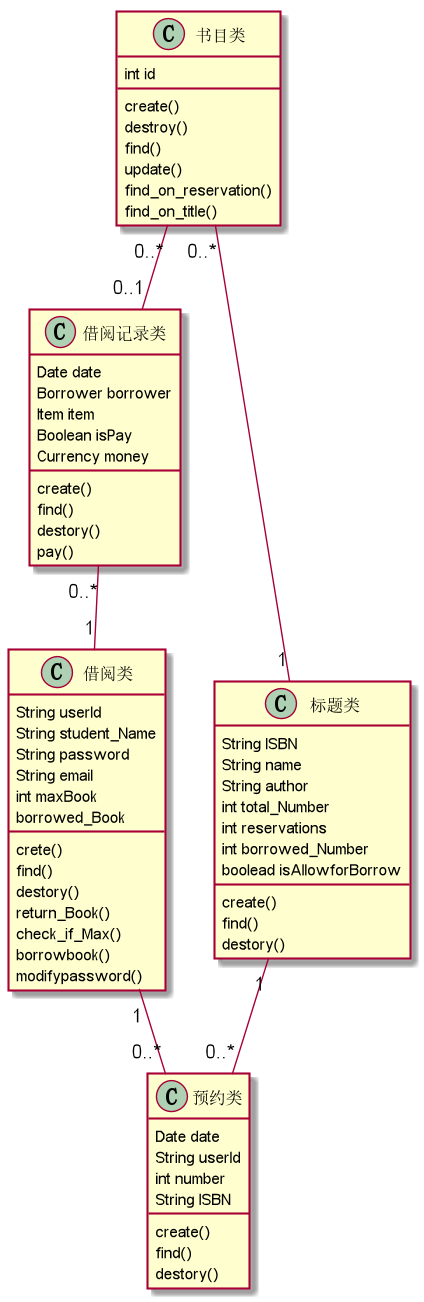 C 书目类
int id
create()
destroy()
find()
update()
find_on_reservation()
find_on_title()
0..*
0..*
0..1
C 借阅记录类
Date date
Borrower borrower
Item item
Boolean isPay
Currency money
create()
find()
destory()
pay()
0..*
1
1
C 借阅类
String userId
String student_Name
String password
String email
int maxBook
borrowed_Book
crete()
find()
destory()
return_Book()
check_if_Max()
borrowbook()
modifypassword()
C 标题类
String ISBN
String name
String author
int total_Number
int reservations
int borrowed_Number
boolead isAllowforBorrow
create()
find()
destory()
1
1
0..*
0..*
C 预约类
Date date
String userId
int number
String ISBN
create()
find()
destory()